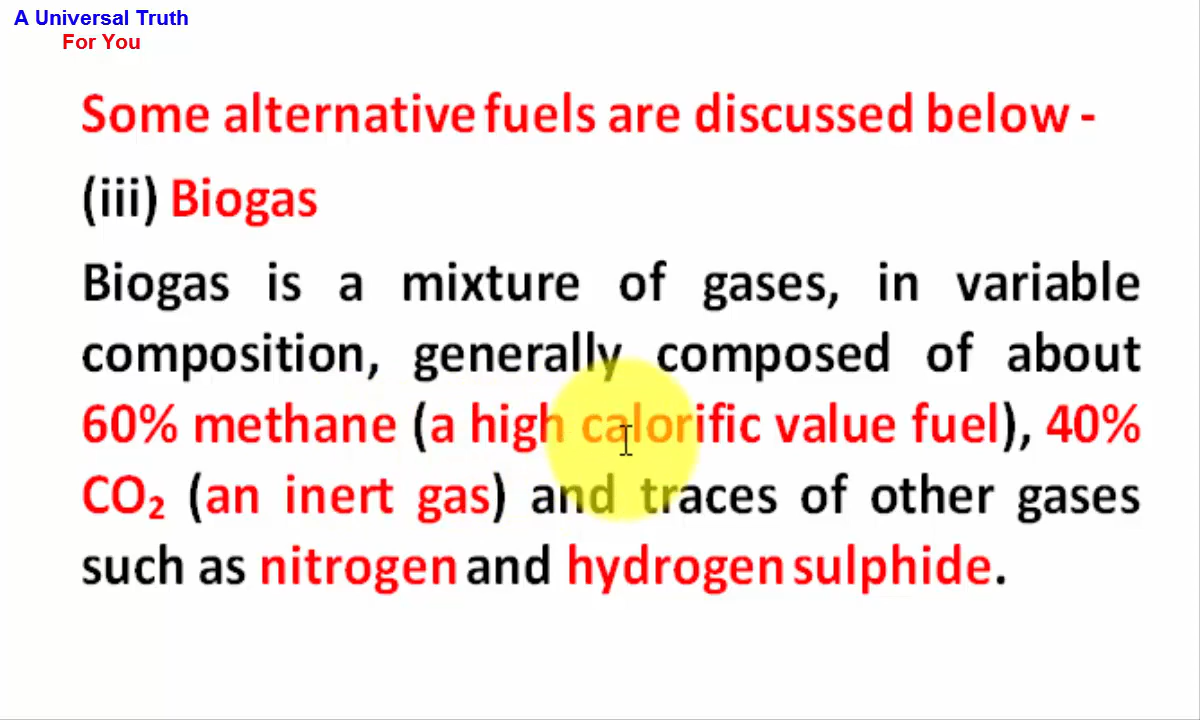 A Universal Truth
For You
Some alternative fuels are discussed below -
(iii) Biogas
Biogas is a mixture of gases, in variable
composition, generally composed of about
60% methane (a high calorific value fuel), 40%
CO₂ (an inert gas) and traces of other gases
such as nitrogen and hydrogen sulphide.